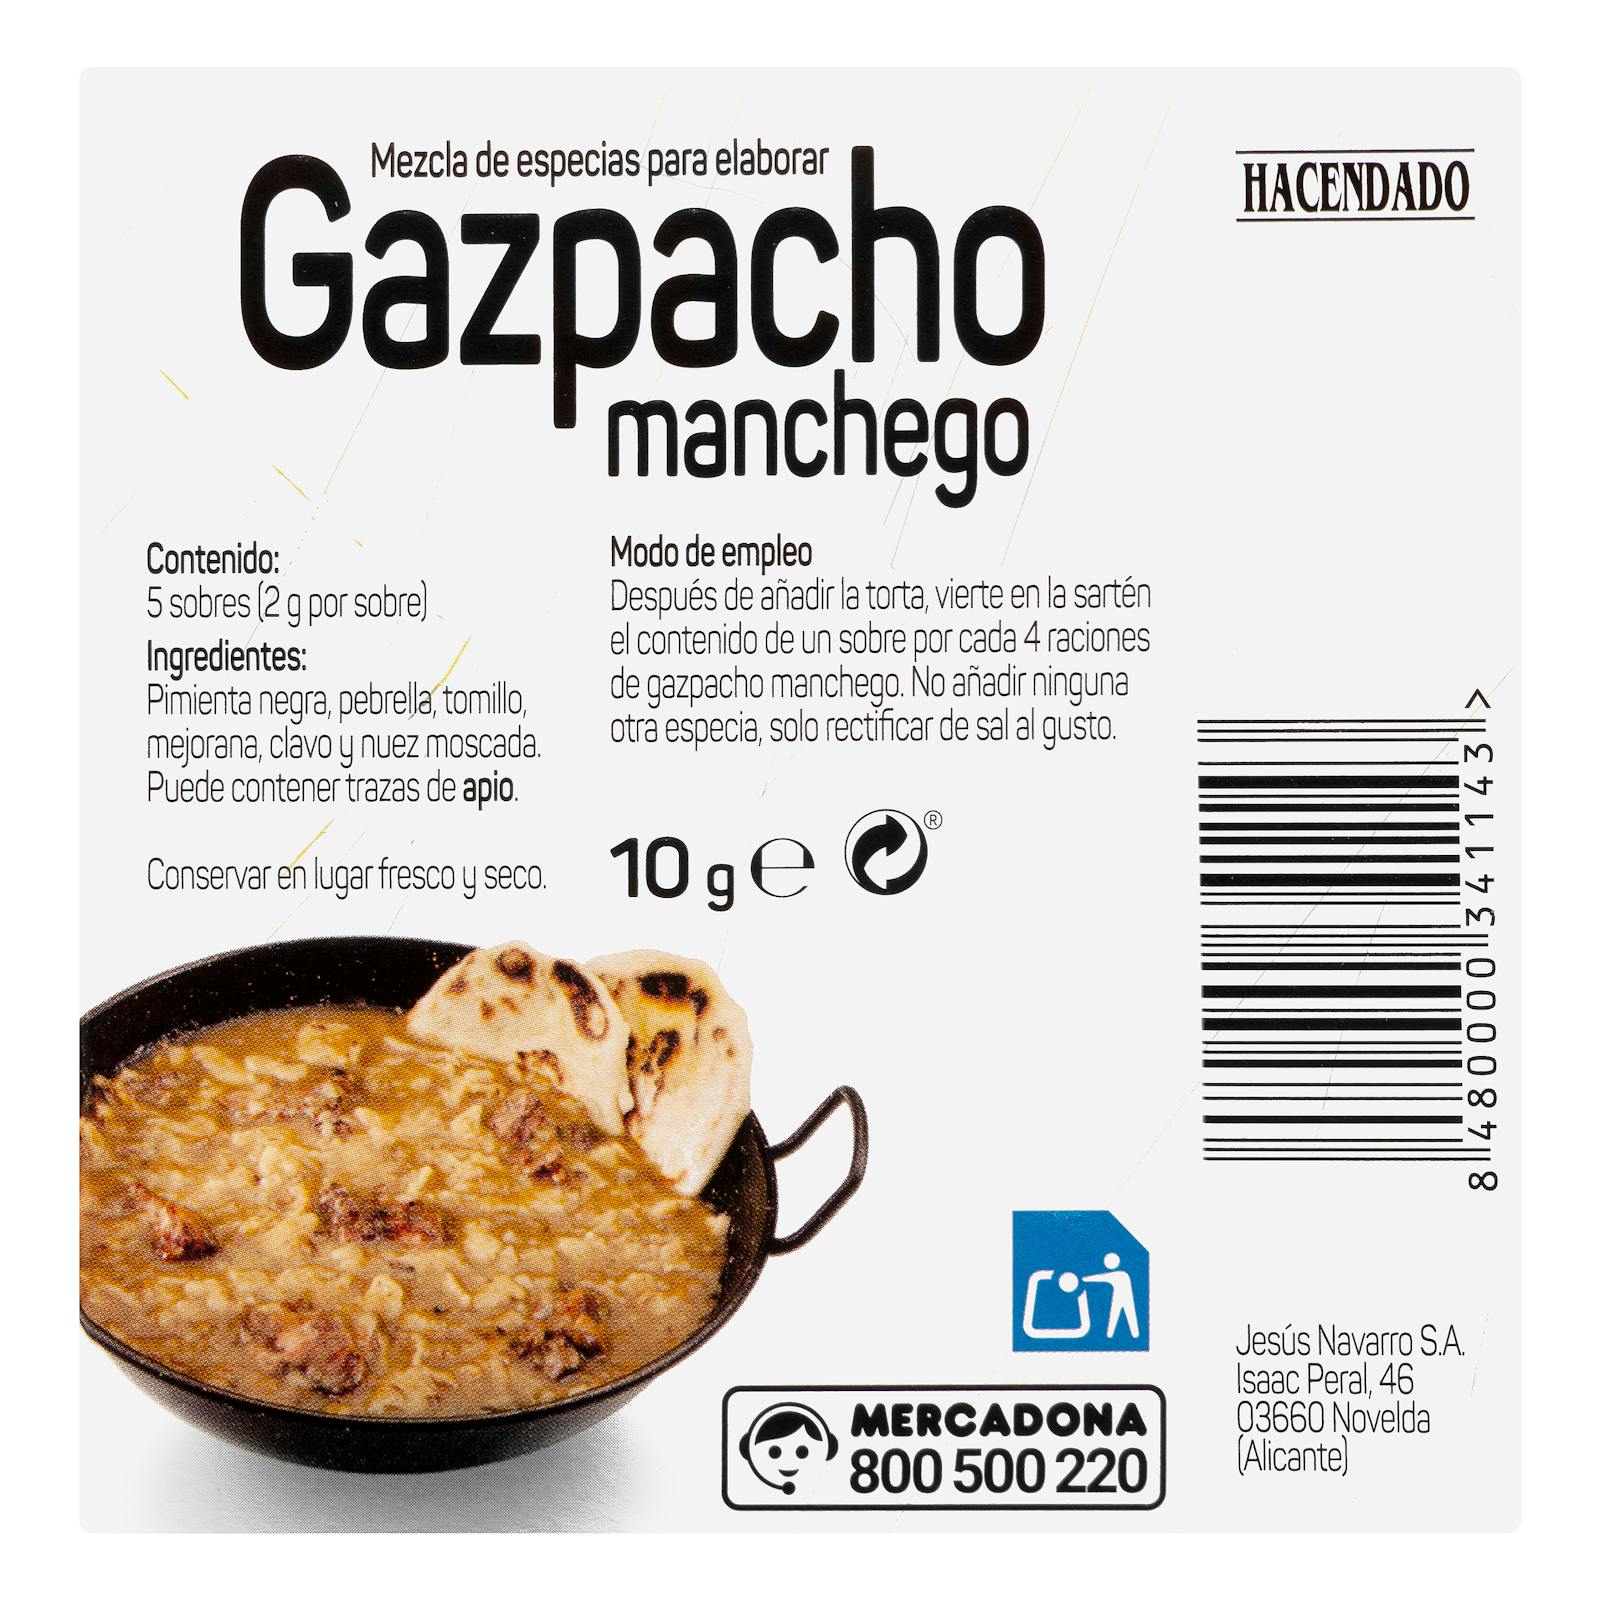 Mezcla de especias para elaborar
Gazpacho
manchego
HACENDADO
Contenido:
5 sobres (2 g por sobre)
Ingredientes:
Pimienta negra, pebrella, tomillo,
mejorana, clavo y nuez moscada.
Puede contener trazas de apio.
Conservar en lugar fresco y seco.
Modo de empleo
Después de añadir la torta, vierte en la sartén
el contenido de un sobre por cada 4 raciones
de gazpacho manchego. No añadir ninguna
otra especia, solo rectificar de sal al gusto.
10 g e
®
8 480000 341143 >
MERCADONA
800 500 220
Jesús Navarro S.A.
Isaac Peral, 46
03660 Novelda
(Alicante)